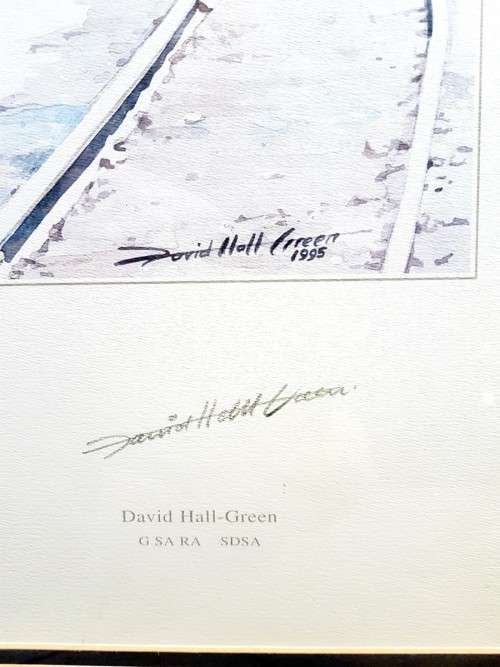 David Hall Green
1995
David Hall Green.
David Hall-Green
G SA RA SDSA